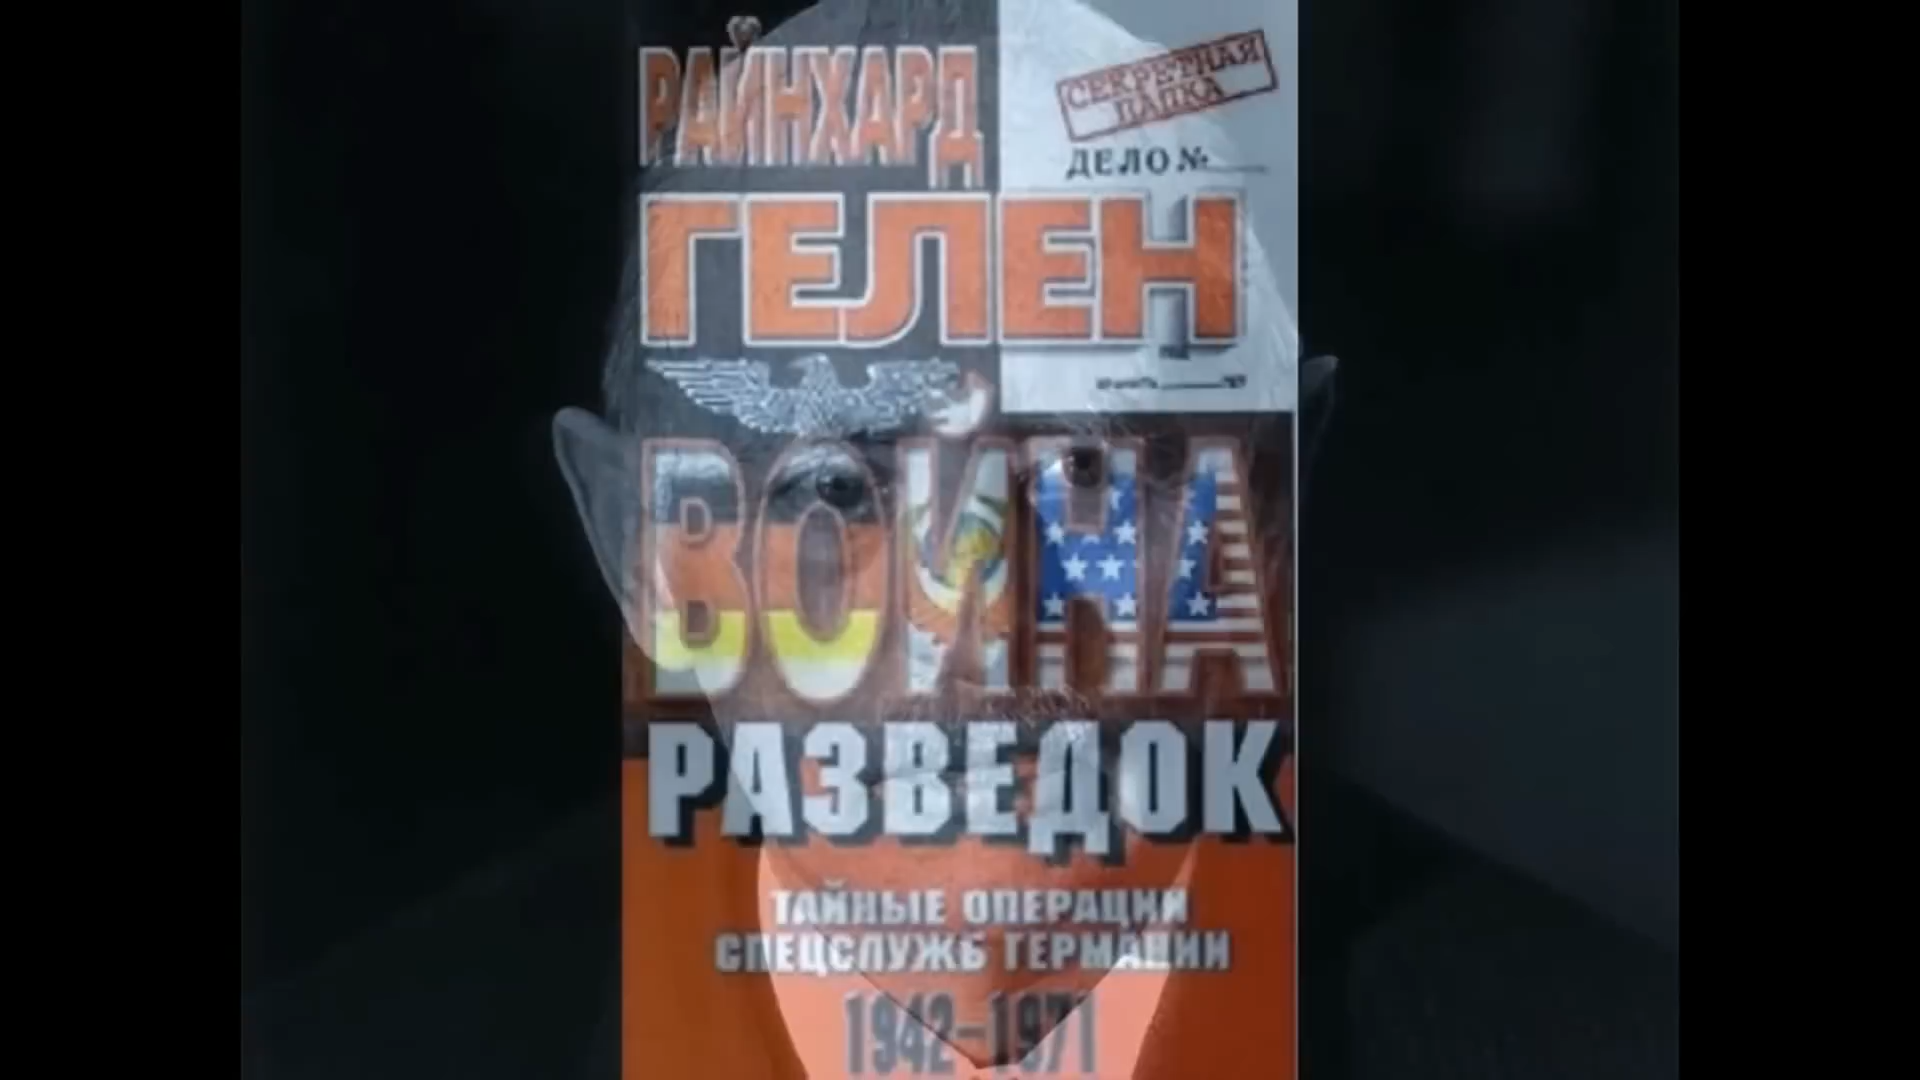 РАЙНХАРД
СЕКРЕТНАЯ
ПАПКА
ДЕЛО №
ГЕЛЕН
ВОЙНА
РАЗВЕДОК
ТАЙНЫЕ ОПЕРАЦИИ
СПЕЦСЛУЖБ ГЕРМАНИИ
1942-1971